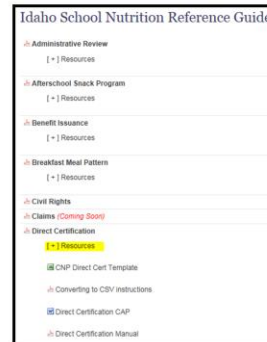 Idaho School Nutrition Reference Guide
Administrative Review
[ + ] Resources
Afterschool Snack Program
[ + ] Resources
Benefit Issuance
[ + ] Resources
Breakfast Meal Pattern
[ + ] Resources
Civil Rights
Claims (Coming Soon)
Direct Certification
[ + ] Resources
CNP Direct Cert Template
Converting to CSV instructions
Direct Certification CAP
Direct Certification Manual